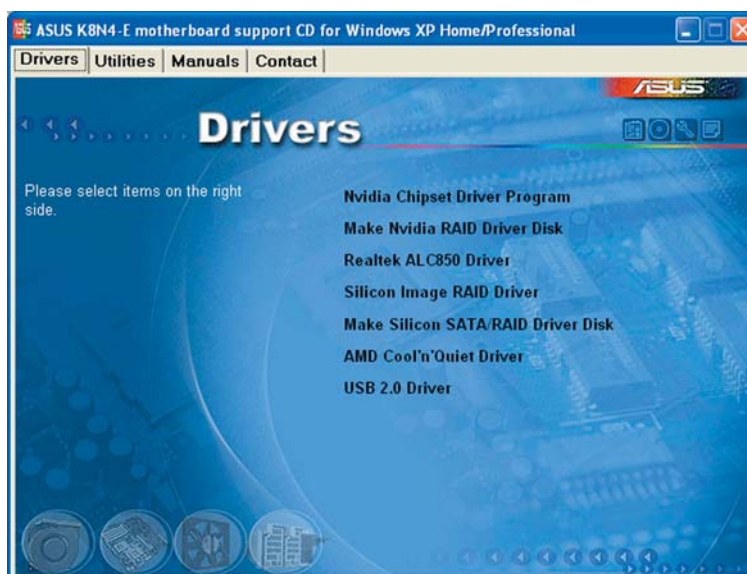 ASUS K8N4-E motherboard support CD for Windows XP Home/Professional
Drivers Utilities Manuals Contact
ASUS
Drivers
Please select items on the right
side.
Nvidia Chipset Driver Program
Make Nvidia RAID Driver Disk
Realtek ALC850 Driver
Silicon Image RAID Driver
Make Silicon SATA/RAID Driver Disk
AMD Cool'n'Quiet Driver
USB 2.0 Driver